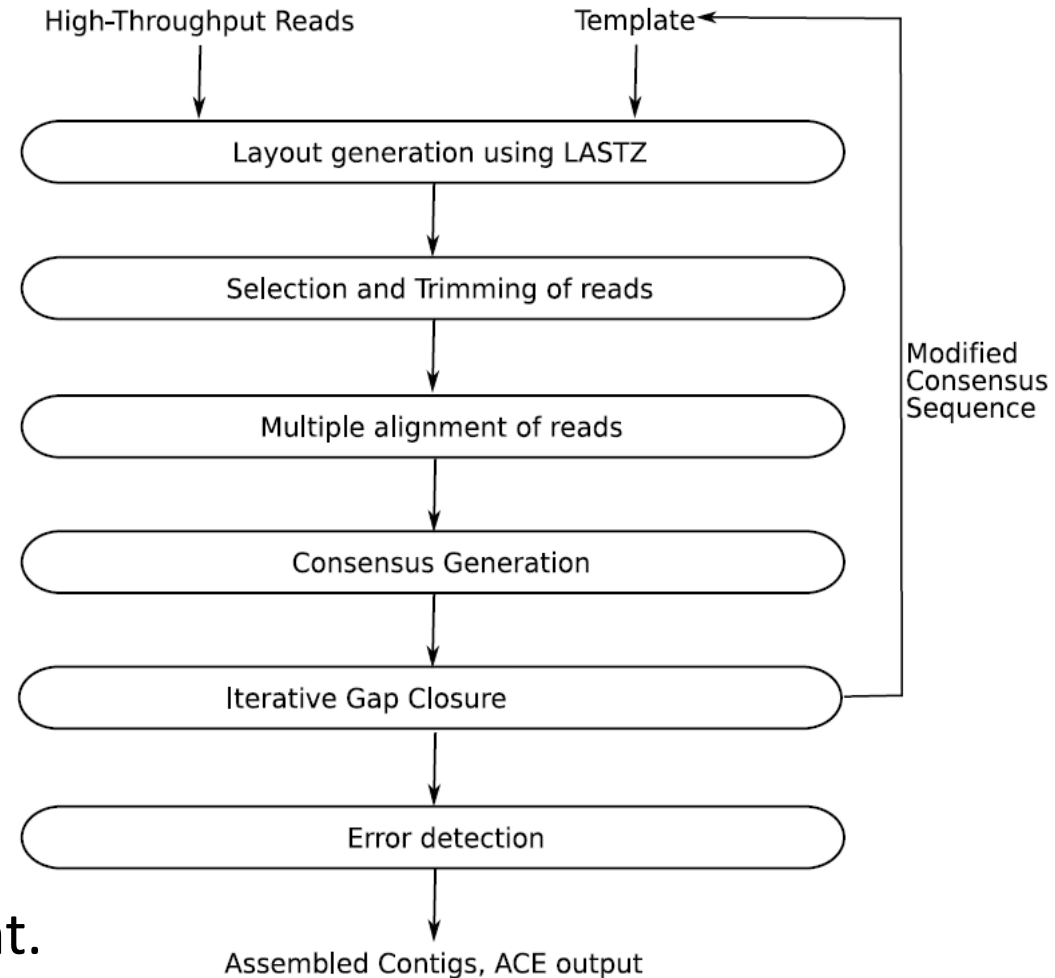 High-Throughput Reads
Template
Layout generation using LASTZ
Selection and Trimming of reads
Multiple alignment of reads
Modified
Consensus
Sequence
Consensus Generation
Iterative Gap Closure
Error detection
Assembled Contigs, ACE output